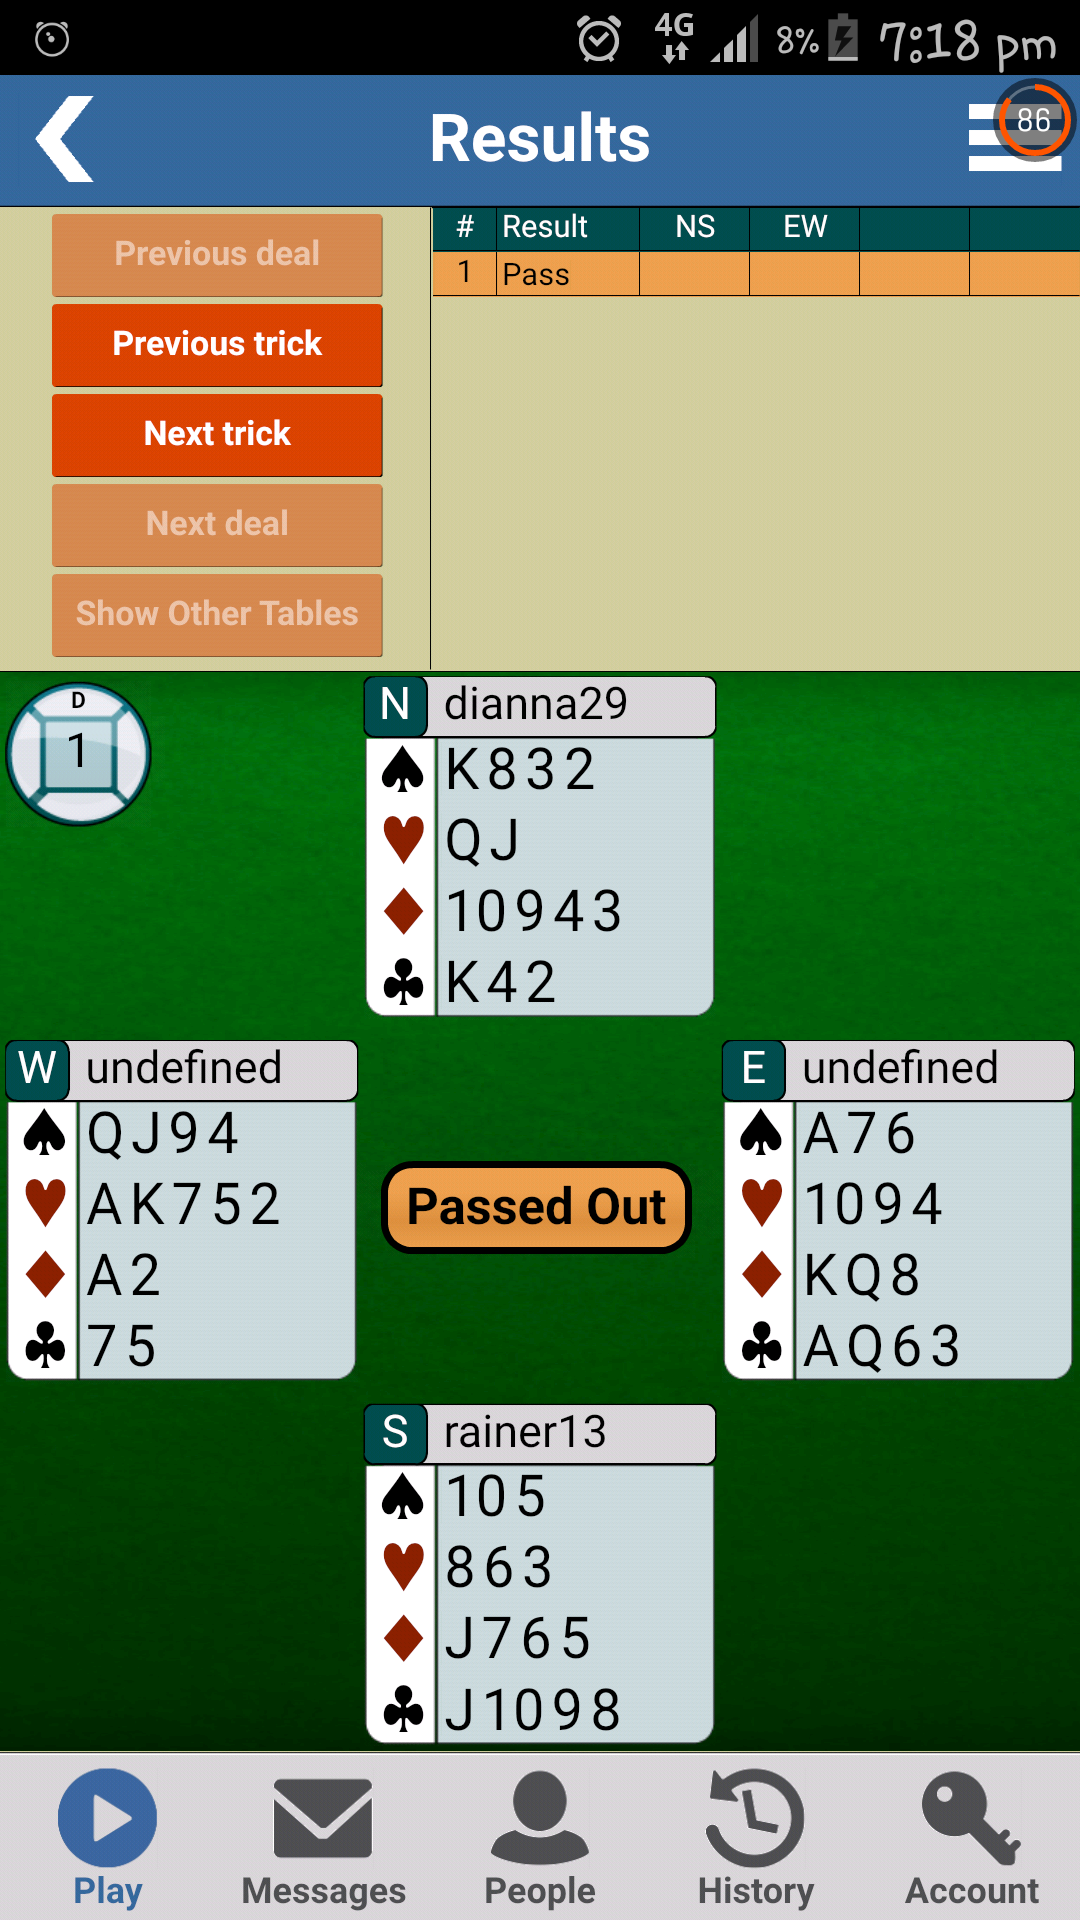 4G 8% 7:18 pm
Results
86
Previous deal
Previous trick
Next trick
Next deal
Show Other Tables
# Result NS EW
1 Pass
D
1
N dianna29
♠ K 8 3 2
♥ Q J
♦ 10 9 4 3
♣ K 4 2
W undefined
♠ Q J 9 4
♥ A K 7 5 2
♦ A 2
♣ 7 5
Passed Out
E undefined
♠ A 7 6
♥ 10 9 4
♦ K Q 8
♣ A Q 6 3
S rainer13
♠ 10 5
♥ 8 6 3
♦ J 7 6 5
♣ J 10 9 8
Play Messages People History Account